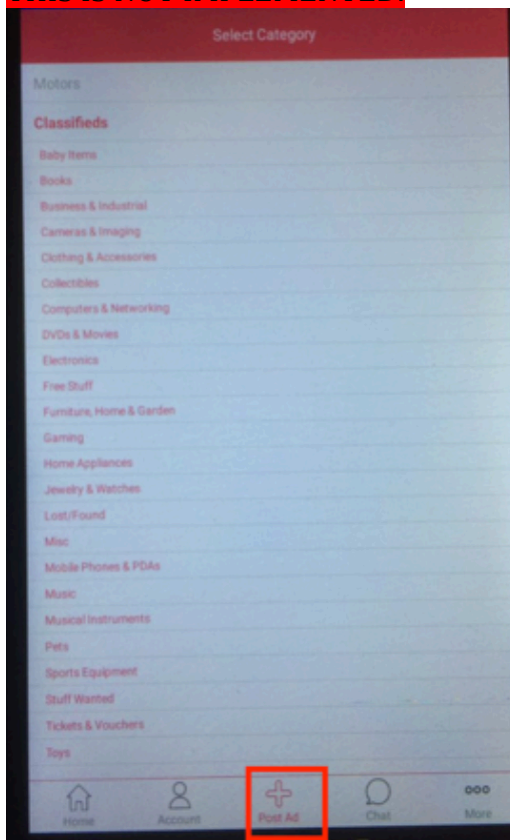 THIS IS NOT IMPLEMENTED!
Select Category
Motors
Classifieds
Baby Items
Books
Business & Industrial
Cameras & Imaging
Clothing & Accessories
Collectibles
Computers & Networking
DVDs & Movies
Electronics
Free Stuff
Furniture, Home & Garden
Gaming
Home Appliances
Jewelry & Watches
Lost/Found
Misc
Mobile Phones & PDAs
Music
Musical Instruments
Pets
Sports Equipment
Stuff Wanted
Tickets & Vouchers
Toys
Home Account Post Ad Chat More